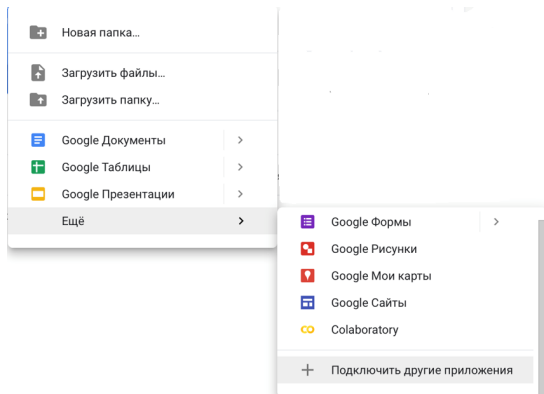 Новая папка...
Загрузить файлы...
Загрузить папку...
Google Документы
Google Таблицы
Google Презентации
Ещё
Google Формы
Google Рисунки
Google Мои карты
Google Сайты
Colaboratory
Подключить другие приложения